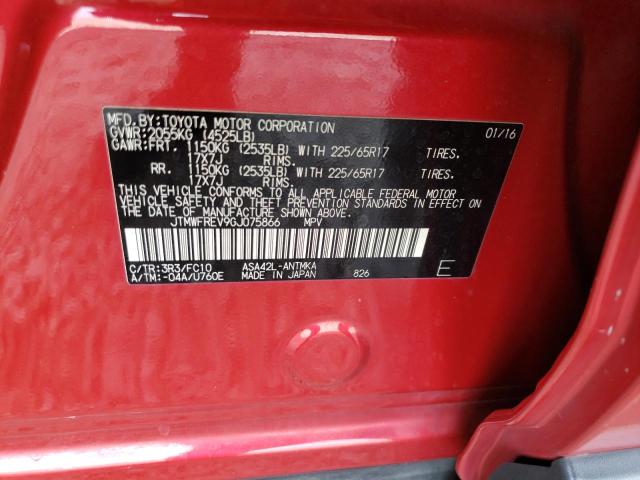 MFD.BY:TOYOTA MOTOR CORPORATION 01/16
GVWR:2055KG (4525LB)
GAWR:FRT. 1150KG (2535LB) WITH 225/65R17 TIRES.
17X7J RIMS.
RR. 1150KG (2535LB) WITH 225/65R17 TIRES.
17X7J RIMS.
THIS VEHICLE CONFORMS TO ALL APPLICABLE FEDERAL MOTOR
VEHICLE SAFETY AND THEFT PREVENTION STANDARDS IN EFFECT ON
THE DATE OF MANUFACTURE SHOWN ABOVE.
JTMWFREV9GJ075866 MPV
C/TR:3R3/FC10 ASA42L-ANTMKA
A/TM:-04A/U760E MADE IN JAPAN 826 E